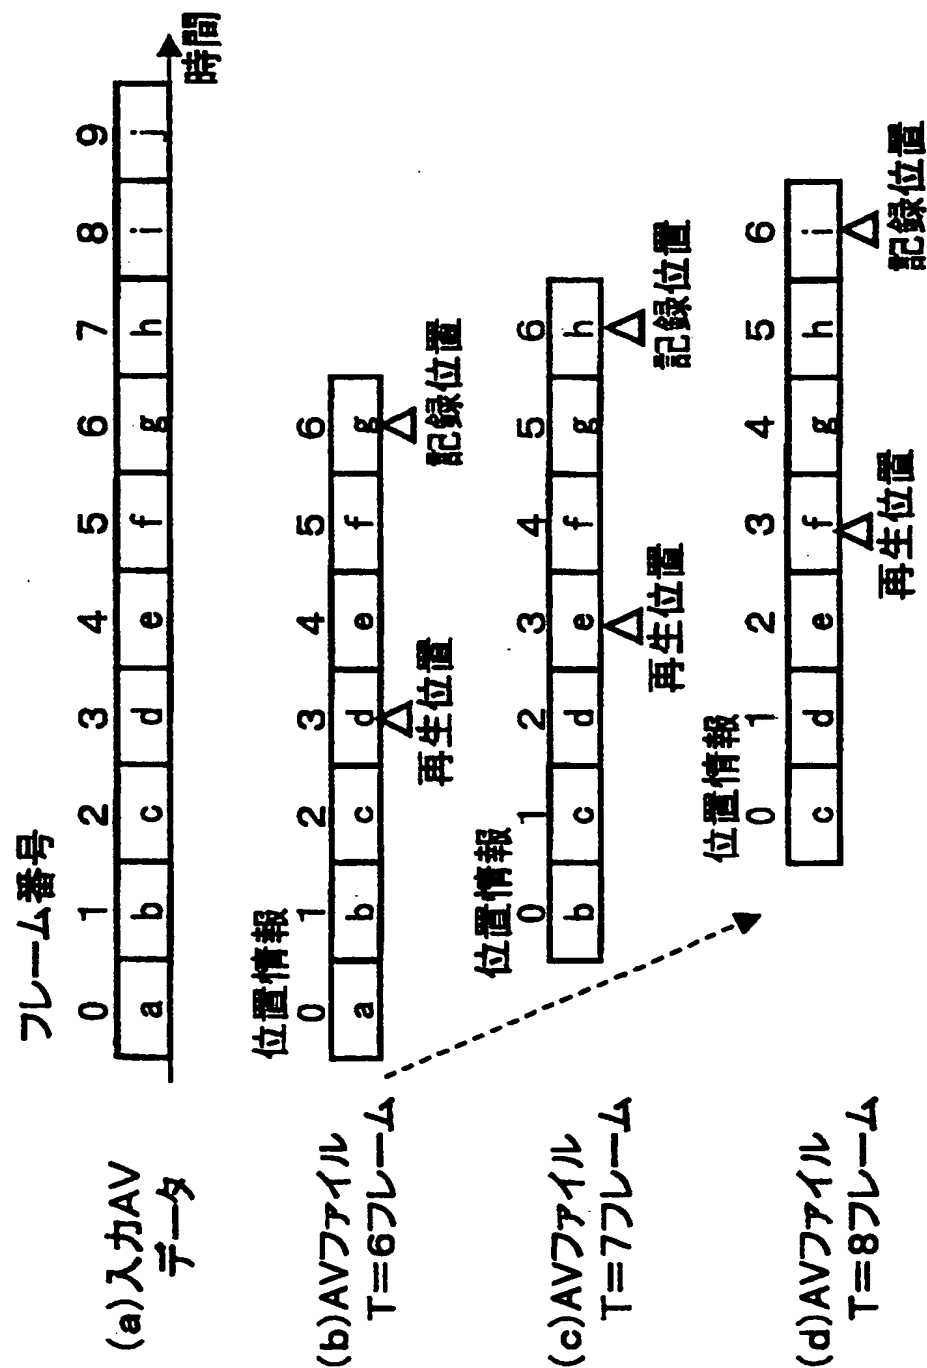 フレーム番号
0 1 2 3 4 5 6 7 8 9
(a)入力AV
データ
a b c d e f g h i j
時間
位置情報
0 1 2 3 4 5 6
(b)AVファイル
T=6フレーム
a b c d e f g
再生位置 記録位置
位置情報
0 1 2 3 4 5 6
(c)AVファイル
T=7フレーム
b c d e f g h
再生位置 記録位置
位置情報
0 1 2 3 4 5 6
(d)AVファイル
T=8フレーム
c d e f g h i
再生位置 記録位置